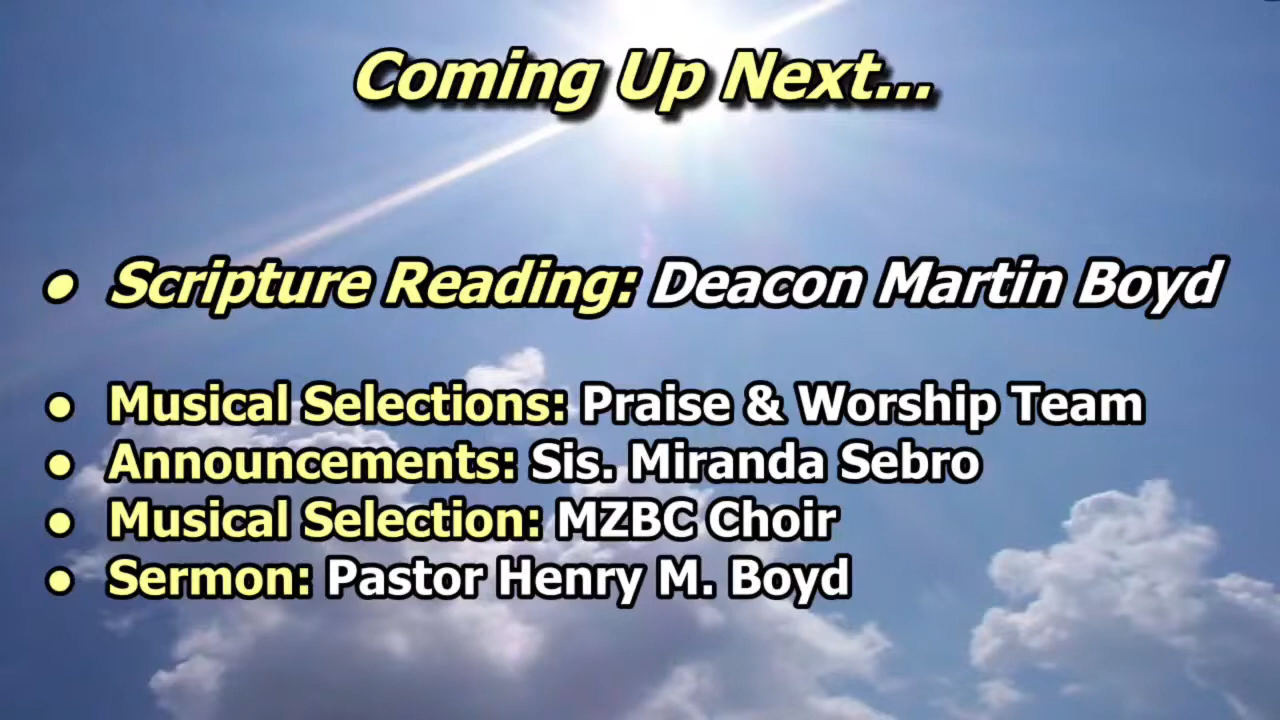 Coming Up Next...
● Scripture Reading: Deacon Martin Boyd
● Musical Selections: Praise & Worship Team
● Announcements: Sis. Miranda Sebro
● Musical Selection: MZBC Choir
● Sermon: Pastor Henry M. Boyd